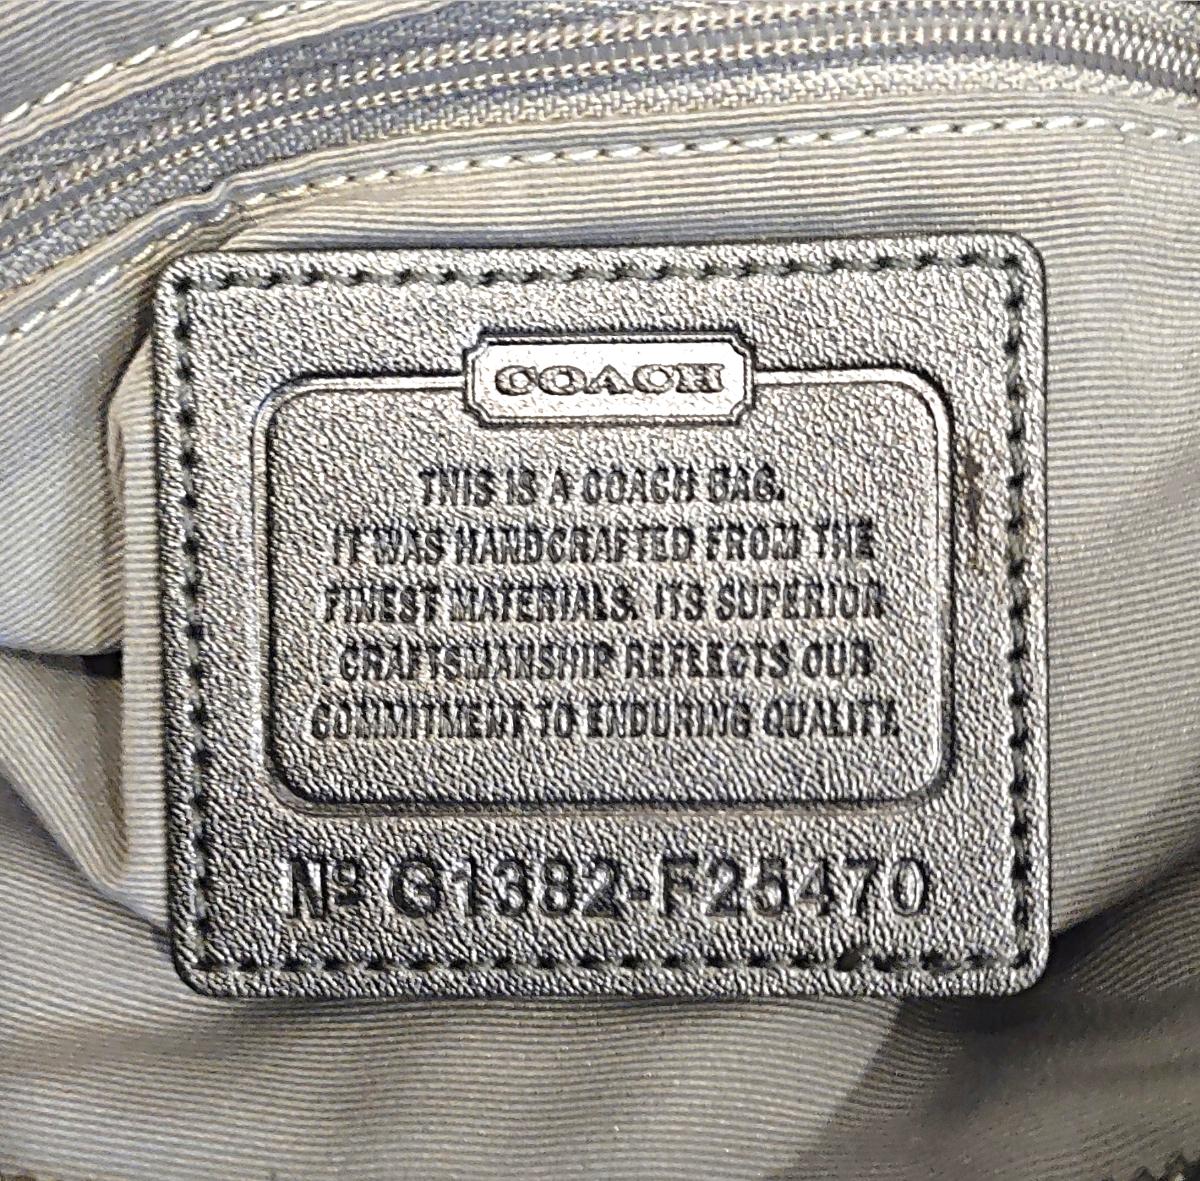 COACH
THIS IS A COACH BAG.
IT WAS HANDCRAFTED FROM THE
FINEST MATERIALS. ITS SUPERIOR
CRAFTSMANSHIP REFLECTS OUR
COMMITMENT TO ENDURING QUALITY.
Nº G1382-F25470